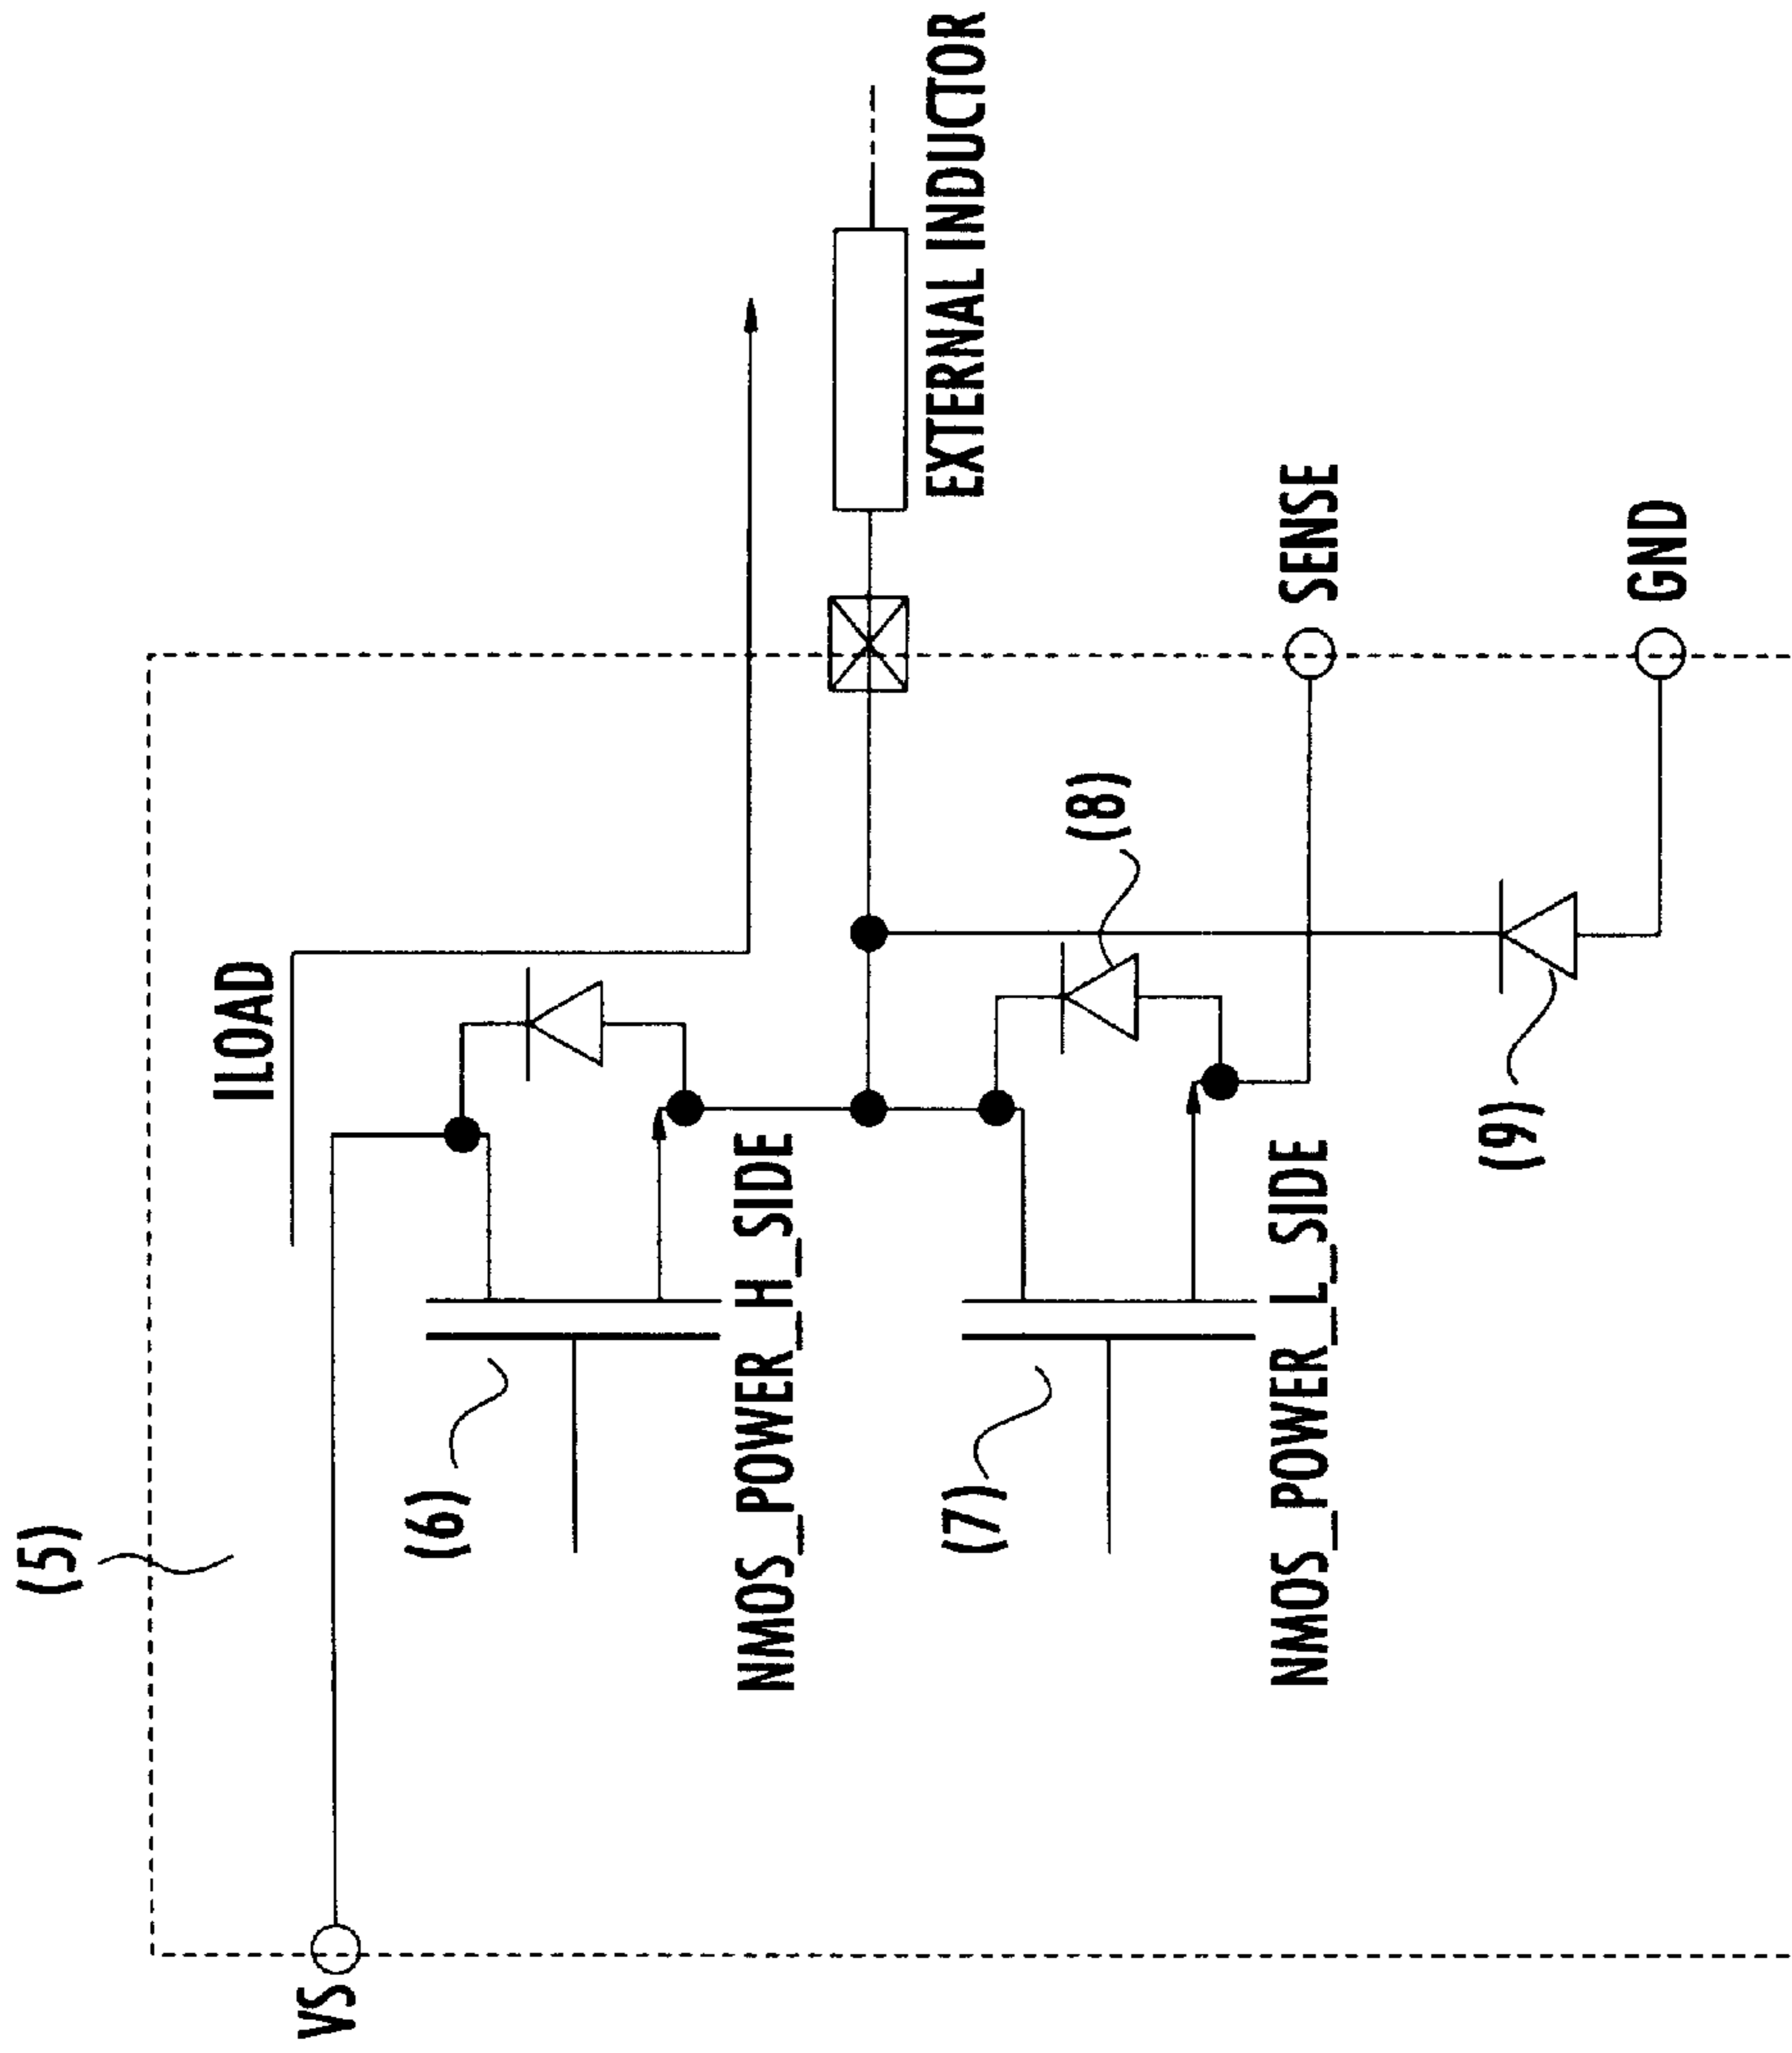 (5)
VS
ILOAD
(6)
NMOS_POWER_H_SIDE
EXTERNAL INDUCTOR
(7)
(8)
NMOS_POWER_L_SIDE
SENSE
(9)
GND